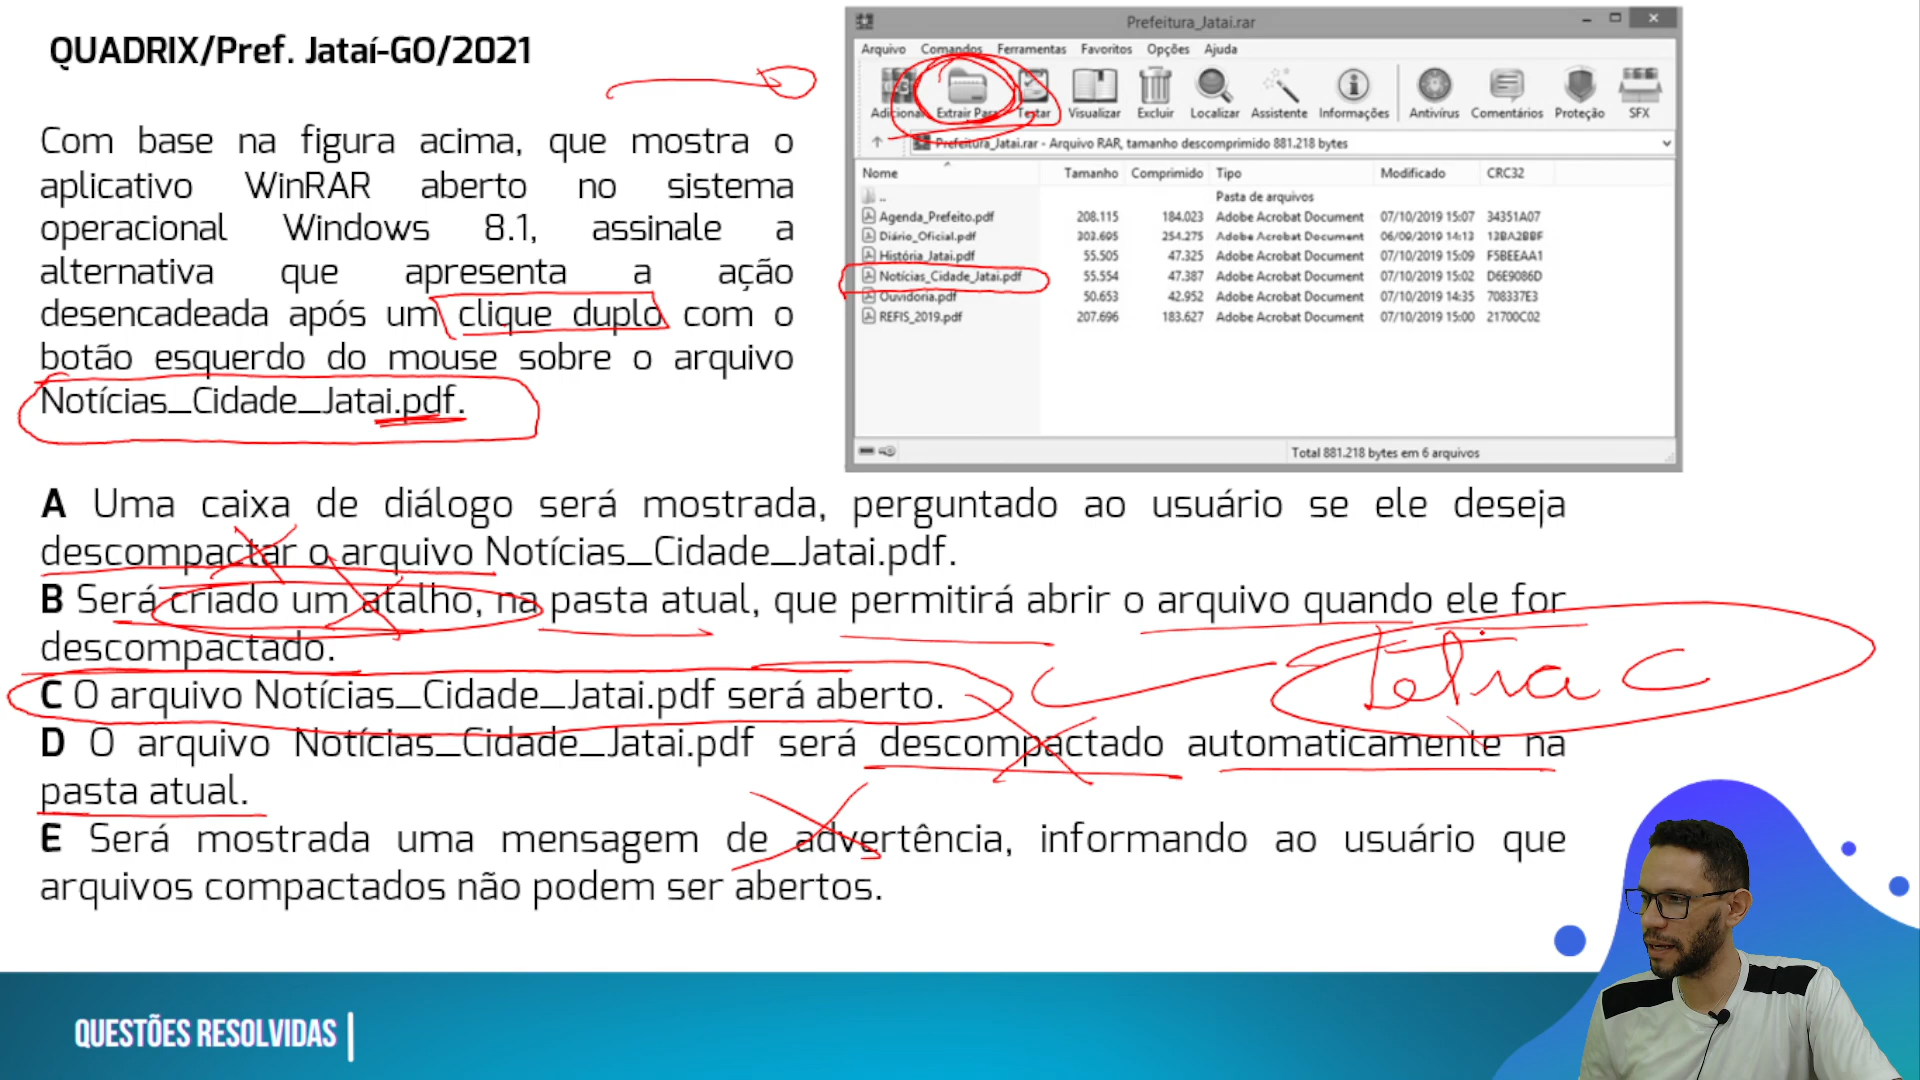 QUADRIX/Pref. Jataí-GO/2021
Com base na figura acima, que mostra o
aplicativo WinRAR aberto no sistema
operacional Windows 8.1, assinale a
alternativa que apresenta a ação
desencadeada após um clique duplo com o
botão esquerdo do mouse sobre o arquivo
Notícias_Cidade_Jatai.pdf.
Prefeitura_Jatai.rar
Arquivo Comandos Ferramentas Favoritos Opções Ajuda
Adicionar Extrair Para Testar Visualizar Excluir Localizar Assistente Informações Antivírus Comentários Proteção SFX
Prefeitura_Jatai.rar - Arquivo RAR, tamanho descomprimido 881.218 bytes
Nome Tamanho Comprimido Tipo Modificado CRC32
.. Pasta de arquivos
Agenda_Prefeito.pdf 208.115 184.023 Adobe Acrobat Document 07/10/2019 15:07 34351A07
Diário_Oficial.pdf 303.695 254.275 Adobe Acrobat Document 06/09/2019 14:13 13BA2BBF
História_Jatai.pdf 55.505 47.325 Adobe Acrobat Document 07/10/2019 15:09 F5BEEAA1
Notícias_Cidade_Jatai.pdf 55.554 47.387 Adobe Acrobat Document 07/10/2019 15:02 D6E9086D
Ouvidoria.pdf 50.653 42.952 Adobe Acrobat Document 07/10/2019 14:35 708337E3
REFIS_2019.pdf 207.696 183.627 Adobe Acrobat Document 07/10/2019 15:00 21700C02
Total 881.218 bytes em 6 arquivos
A Uma caixa de diálogo será mostrada, perguntado ao usuário se ele deseja
descompactar o arquivo Notícias_Cidade_Jatai.pdf.
B Será criado um atalho, na pasta atual, que permitirá abrir o arquivo quando ele for
descompactado.
C O arquivo Notícias_Cidade_Jatai.pdf será aberto.
Letra C
D O arquivo Notícias_Cidade_Jatai.pdf será descompactado automaticamente na
pasta atual.
E Será mostrada uma mensagem de advertência, informando ao usuário que
arquivos compactados não podem ser abertos.
QUESTÕES RESOLVIDAS